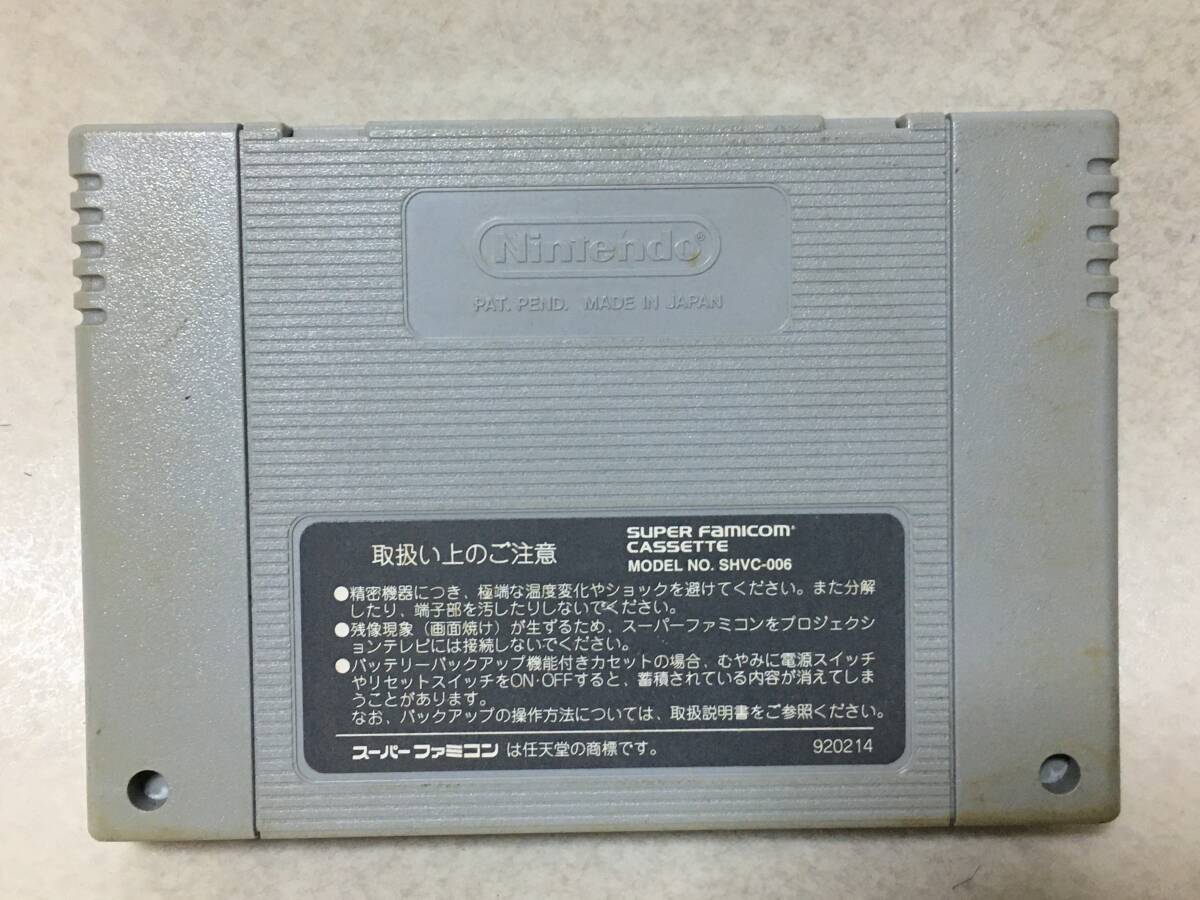 Nintendo®
PAT. PEND. MADE IN JAPAN
取扱い上のご注意
SUPER FAMICOM®
CASSETTE
MODEL NO. SHVC-006
●精密機器につき、極端な温度変化やショックを避けてください。また分解
したり、端子部を汚したりしないでください。
●残像現象（画面焼け）が生ずるため、スーパーファミコンをプロジェクシ
ョンテレビには接続しないでください。
●バッテリーバックアップ機能付きカセットの場合、むやみに電源スイッチ
やリセットスイッチをON・OFFすると、蓄積されている内容が消えてしま
うことがあります。
なお、バックアップの操作方法については、取扱説明書をご参照ください。
スーパーファミコン は任天堂の商標です。
920214